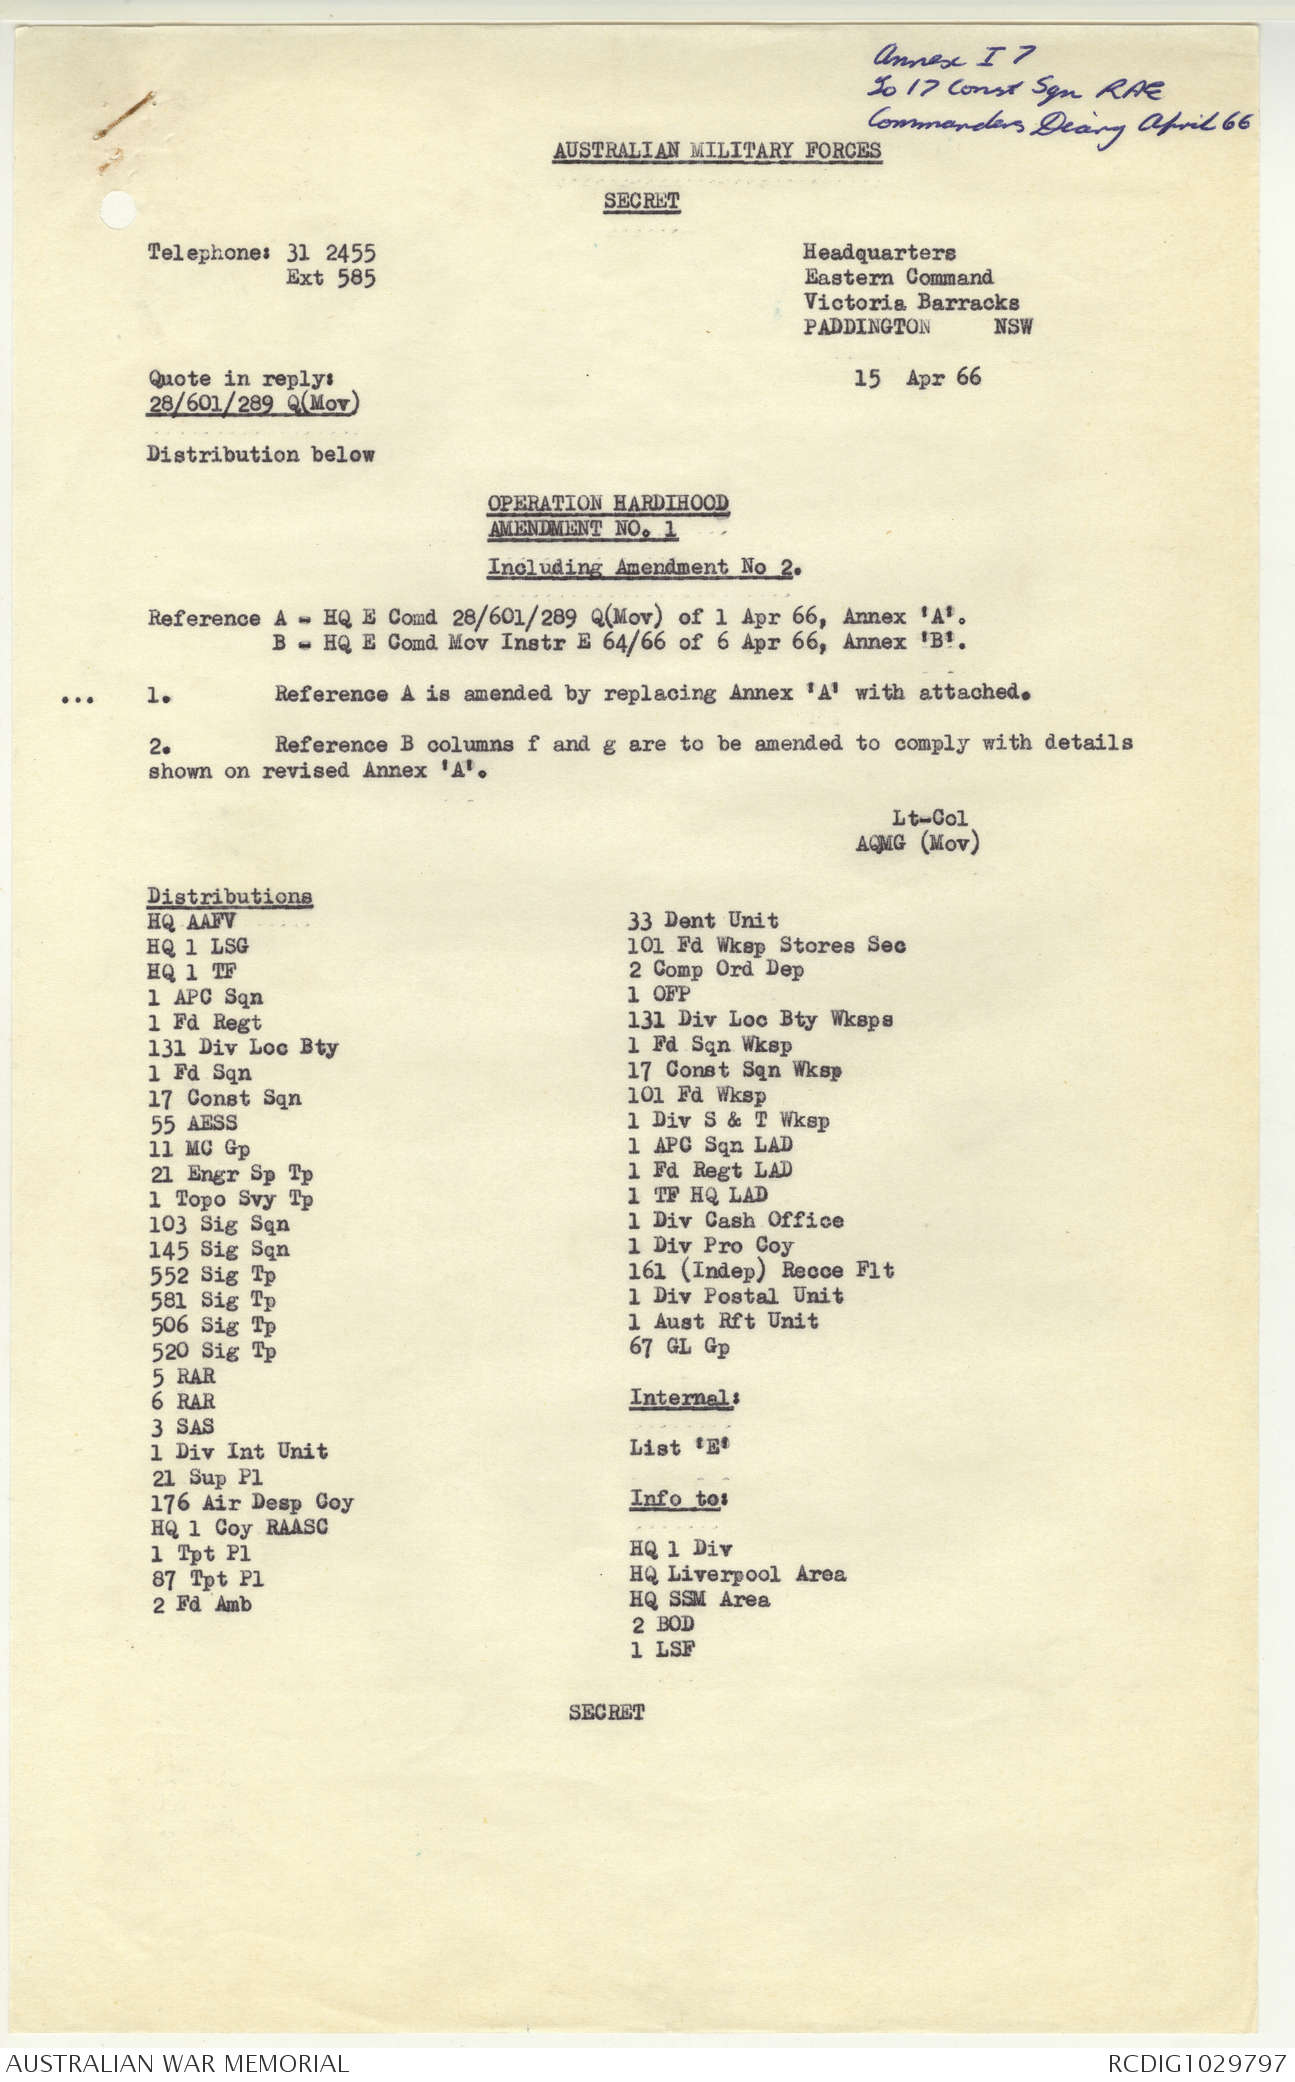 Annex I 7
To 17 Const Sqn RAE
Commanders Diary April 66
AUSTRALIAN MILITARY FORCES
SECRET
Telephone: 31 2455
Ext 585
Headquarters
Eastern Command
Victoria Barracks
PADDINGTON NSW
Quote in reply:
28/601/289 Q(Mov)
15 Apr 66
Distribution below
OPERATION HARDIHOOD
AMENDMENT NO. 1
Including Amendment No 2.
Reference A - HQ E Comd 28/601/289 Q(Mov) of 1 Apr 66, Annex 'A'.
B - HQ E Comd Mov Instr E 64/66 of 6 Apr 66, Annex 'B'.
... 1. Reference A is amended by replacing Annex 'A' with attached.
2. Reference B columns f and g are to be amended to comply with details
shown on revised Annex 'A'.
Lt-Col
AQMG (Mov)
Distributions
HQ AAFV
HQ 1 LSG
HQ 1 TF
1 APC Sqn
1 Fd Regt
131 Div Loc Bty
1 Fd Sqn
17 Const Sqn
55 AESS
11 MC Gp
21 Engr Sp Tp
1 Topo Svy Tp
103 Sig Sqn
145 Sig Sqn
552 Sig Tp
581 Sig Tp
506 Sig Tp
520 Sig Tp
5 RAR
6 RAR
3 SAS
1 Div Int Unit
21 Sup Pl
176 Air Desp Coy
HQ 1 Coy RAASC
1 Tpt Pl
87 Tpt Pl
2 Fd Amb
33 Dent Unit
101 Fd Wksp Stores Sec
2 Comp Ord Dep
1 OFP
131 Div Loc Bty Wksps
1 Fd Sqn Wksp
17 Const Sqn Wksp
101 Fd Wksp
1 Div S & T Wksp
1 APC Sqn LAD
1 Fd Regt LAD
1 TF HQ LAD
1 Div Cash Office
1 Div Pro Coy
161 (Indep) Recce Flt
1 Div Postal Unit
1 Aust Rft Unit
67 GL Gp
Internal:
List 'E'
Info to:
HQ 1 Div
HQ Liverpool Area
HQ SSM Area
2 BOD
1 LSF
SECRET
AUSTRALIAN WAR MEMORIAL
RCDIG1029797